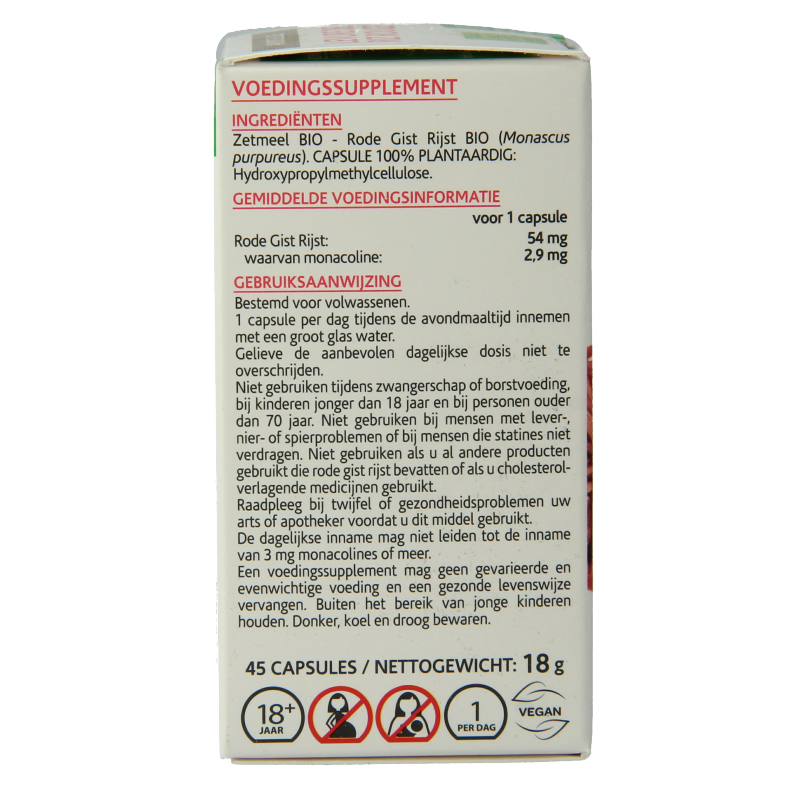 VOEDINGSSUPPLEMENT
INGREDIËNTEN
Zetmeel BIO - Rode Gist Rijst BIO (Monascus
purpureus). CAPSULE 100% PLANTAARDIG:
Hydroxypropylmethylcellulose.
GEMIDDELDE VOEDINGSINFORMATIE
voor 1 capsule
Rode Gist Rijst: 54 mg
waarvan monacoline: 2,9 mg
GEBRUIKSAANWIJZING
Bestemd voor volwassenen.
1 capsule per dag tijdens de avondmaaltijd innemen
met een groot glas water.
Gelieve de aanbevolen dagelijkse dosis niet te
overschrijden.
Niet gebruiken tijdens zwangerschap of borstvoeding,
bij kinderen jonger dan 18 jaar en bij personen ouder
dan 70 jaar. Niet gebruiken bij mensen met lever-,
nier- of spierproblemen of bij mensen die statines niet
verdragen. Niet gebruiken als u al andere producten
gebruikt die rode gist rijst bevatten of als u cholesterol-
verlagende medicijnen gebruikt.
Raadpleeg bij twijfel of gezondheidsproblemen uw
arts of apotheker voordat u dit middel gebruikt.
De dagelijkse inname mag niet leiden tot de inname
van 3 mg monacolines of meer.
Een voedingssupplement mag geen gevarieerde en
evenwichtige voeding en een gezonde levenswijze
vervangen. Buiten het bereik van jonge kinderen
houden. Donker, koel en droog bewaren.
45 CAPSULES / NETTOGEWICHT: 18 g
18+
JAAR
1
PER DAG
VEGAN